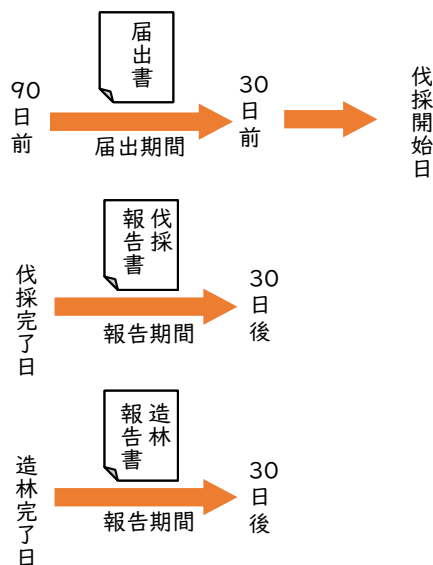 届出書
90日前
届出期間
30日前
伐採開始日
伐採
報告書
伐採完了日
報告期間
30日後
造林
報告書
造林完了日
報告期間
30日後